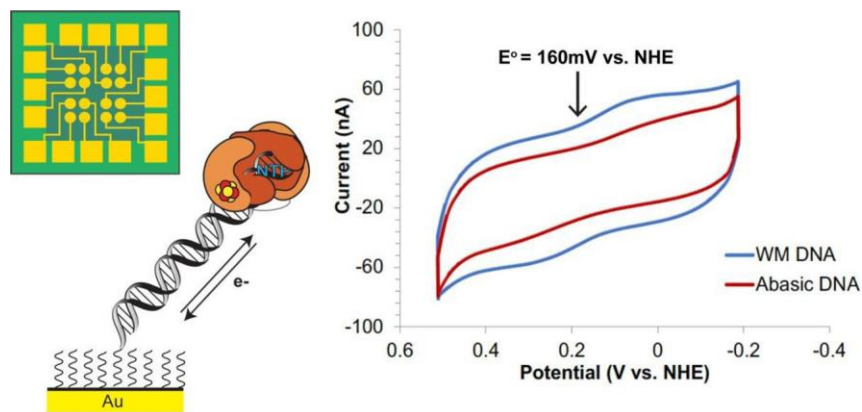 NTP
e-
Au
E° = 160mV vs. NHE
Current (nA)
100
60
20
-20
-60
-100
0.6
0.4
0.2
0
-0.2
-0.4
Potential (V vs. NHE)
WM DNA
Abasic DNA